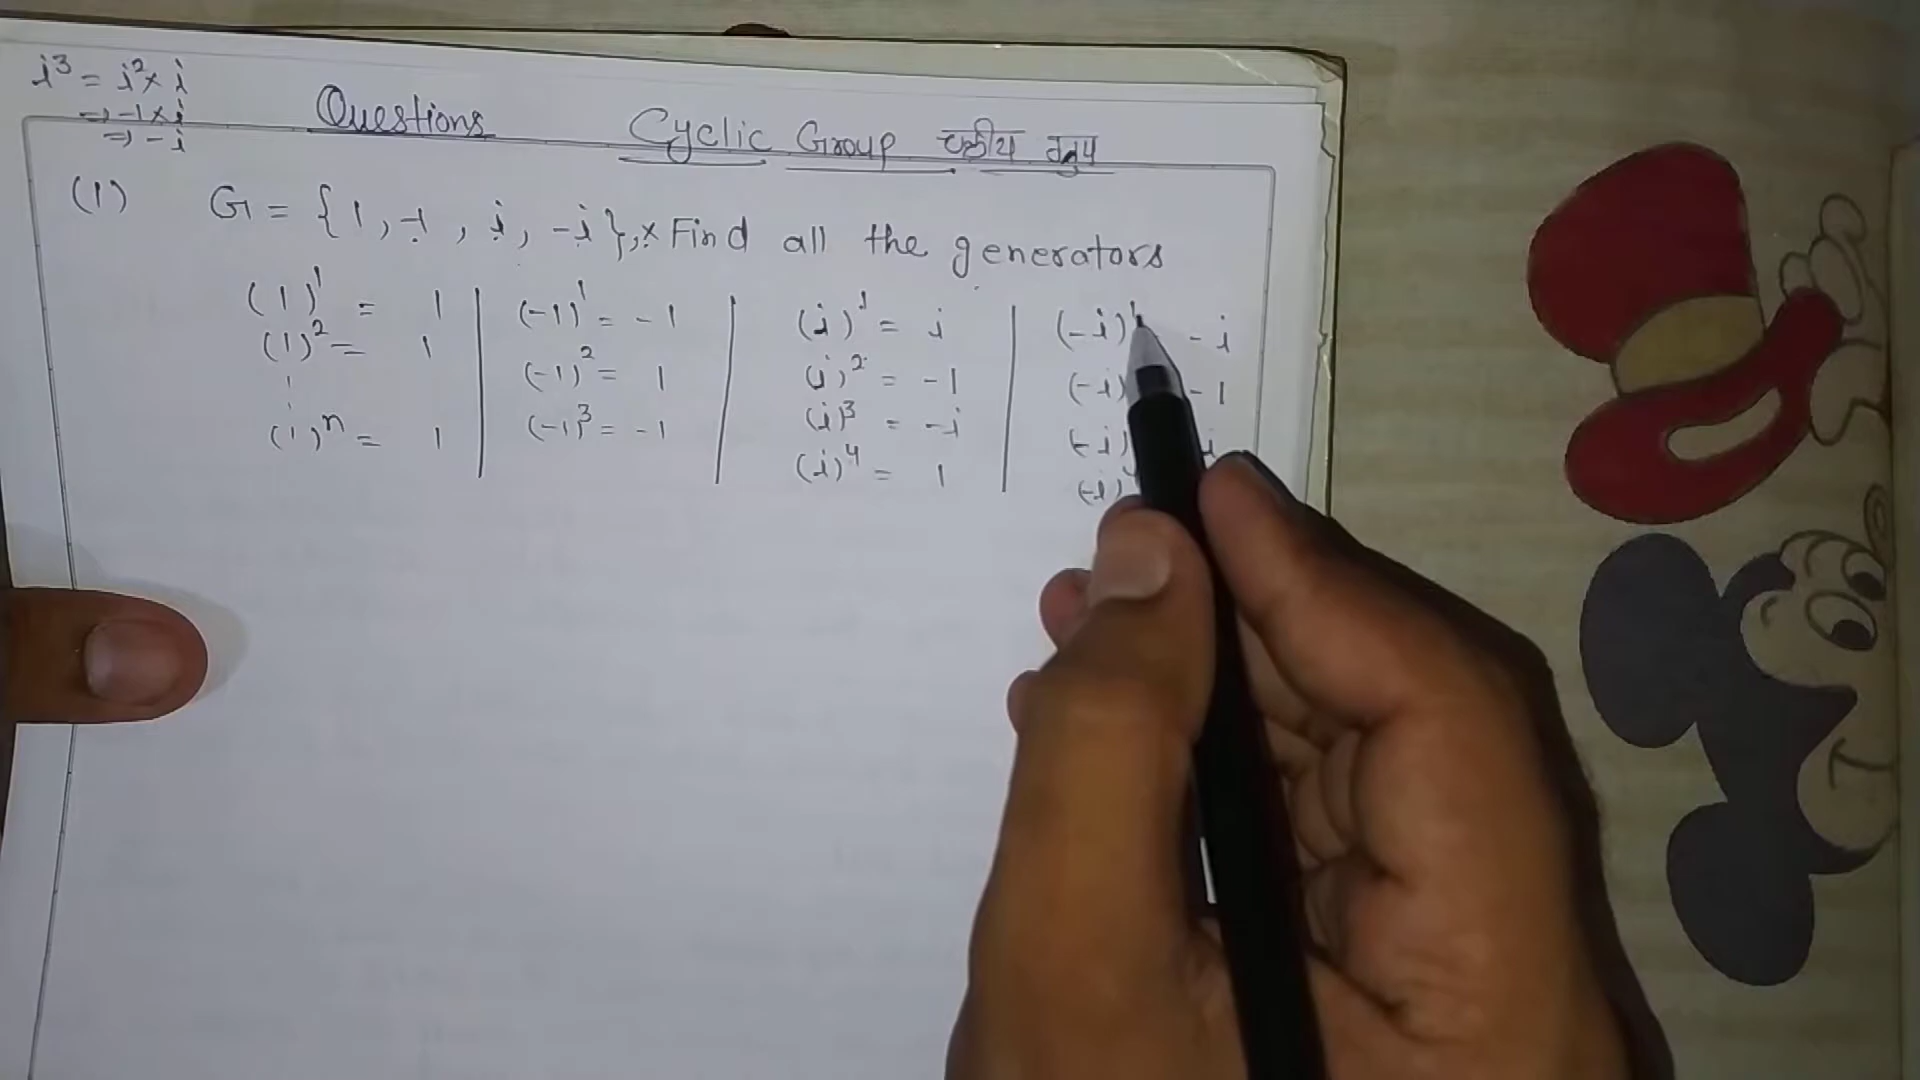 i³ = i² × i
⇒ -1 × i
⇒ -i
Questions Cyclic Group चक्रीय ग्रुप
(1) G = {1, -1, i, -i}, × Find all the generators
(1)¹ = 1
(1)² = 1
(1)ⁿ = 1
(-1)¹ = -1
(-1)² = 1
(-1)³ = -1
(i)¹ = i
(i)² = -1
(i)³ = -i
(i)⁴ = 1
(-i)¹ -i
(-i) -1
(-i) i
(-i)